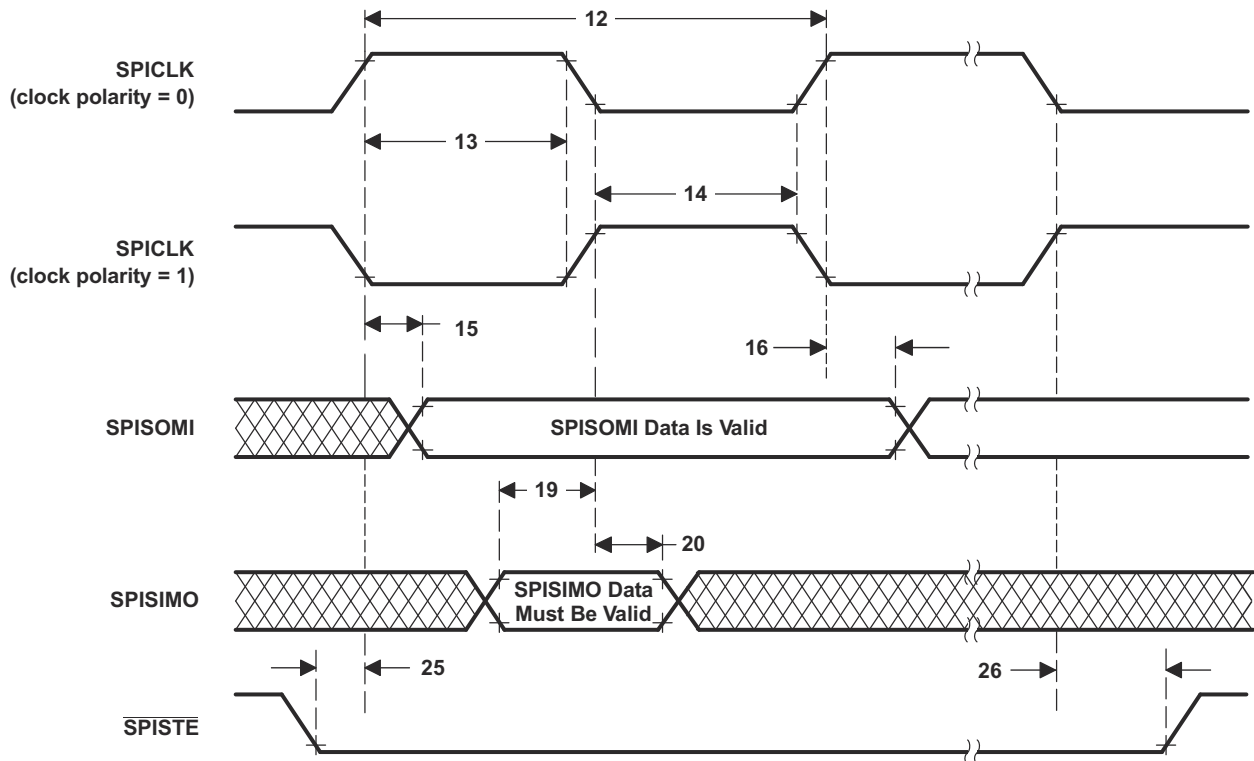 12
SPICLK
(clock polarity = 0)
13
14
SPICLK
(clock polarity = 1)
15
16
SPISOMI
SPISOMI Data Is Valid
19
20
SPISIMO
SPISIMO Data
Must Be Valid
25
26
SPISTE